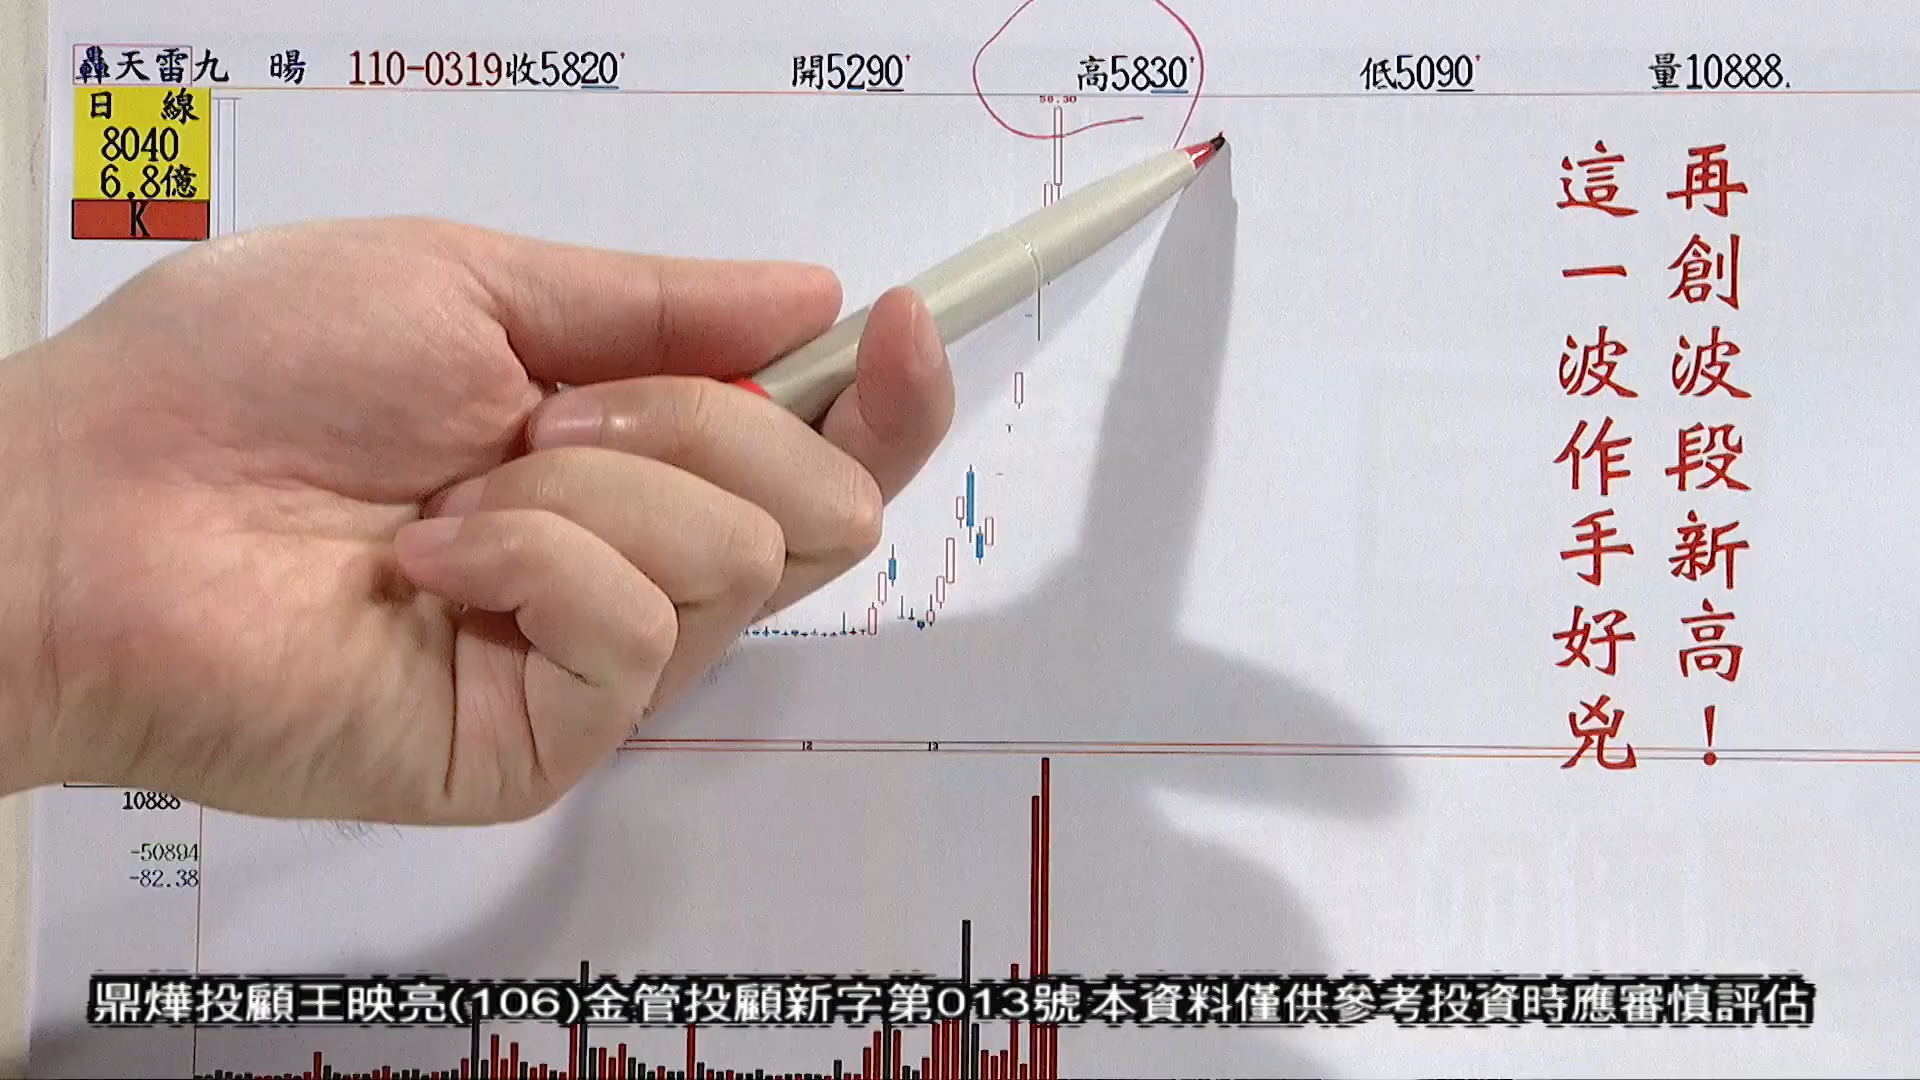 轟天雷九 暘 110-0319收5820 開5290 高5830 低5090 量10888.
日 線
8040
6.8億
K
58.30
再創波段新高！
這一波作手好兇
12
10888
-50894
-82.38
鼎燁投顧王映亮(106)金管投顧新字第013號本資料僅供參考投資時應審慎評估